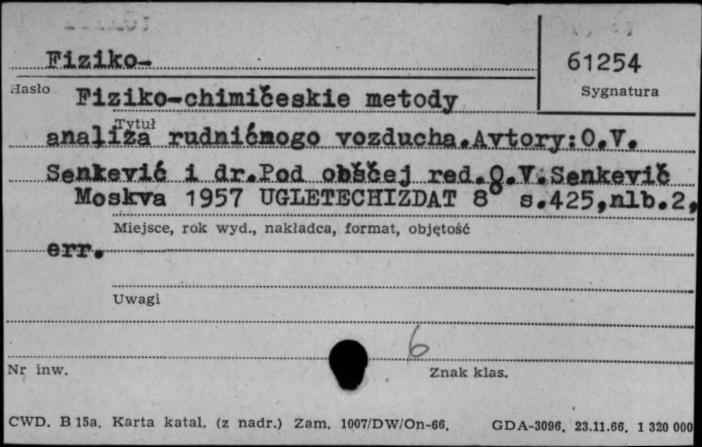 Fiziko-
61254
Hasło
Sygnatura
Fiziko-chimičeskie metody
Tytuł
analiza rudničnogo vozducha.Avtory:O.V.
Senkević i dr.Pod obščej red.O.V.Senkevič
Moskva 1957 UGLETECHIZDAT 8° s.425,nlb.2,
Miejsce, rok wyd., nakładca, format, objętość
err.
Uwagi
6
Nr inw.
Znak klas.
CWD. B 15a. Karta katal. (z nadr.) Zam. 1007/DW/On-66. GDA-3096. 23.11.66. 1 320 000